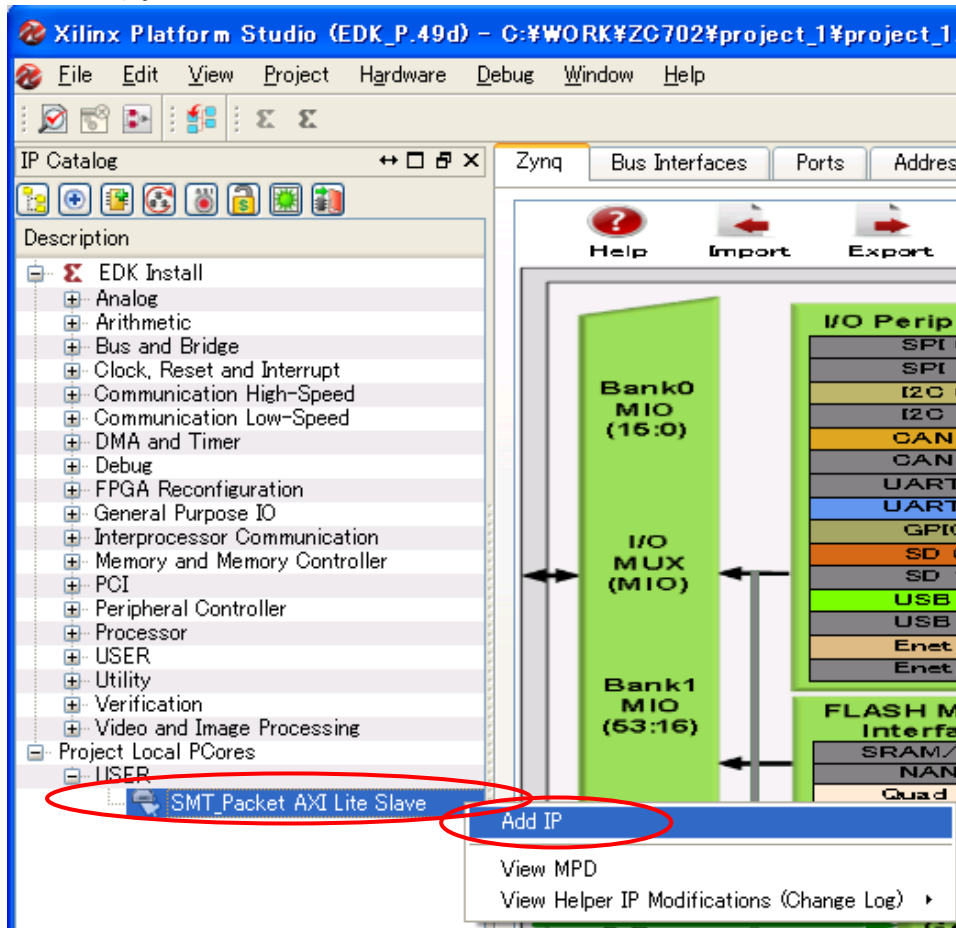 Xilinx Platform Studio (EDK_P.49d) - C:¥WORK¥ZC702¥project_1¥project_1.
File Edit View Project Hardware Debug Window Help
IP Catalog
Zynq Bus Interfaces Ports Addres
Description
Help Import Export
EDK Install
Analog
Arithmetic
Bus and Bridge
Clock, Reset and Interrupt
Communication High-Speed
Communication Low-Speed
DMA and Timer
Debug
FPGA Reconfiguration
General Purpose IO
Interprocessor Communication
Memory and Memory Controller
PCI
Peripheral Controller
Processor
USER
Utility
Verification
Video and Image Processing
Project Local PCores
USER
SMT_Packet AXI Lite Slave
Bank0
MIO
(15:0)
I/O
MUX
(MIO)
Bank1
MIO
(53:16)
I/O Perip
SPI
SPI
I2C
I2C
CAN
CAN
UART
UART
GPIO
SD
SD
USB
USB
Enet
Enet
FLASH M
Interfa
SRAM/
NAN
Quad
Add IP
View MPD
View Helper IP Modifications (Change Log)